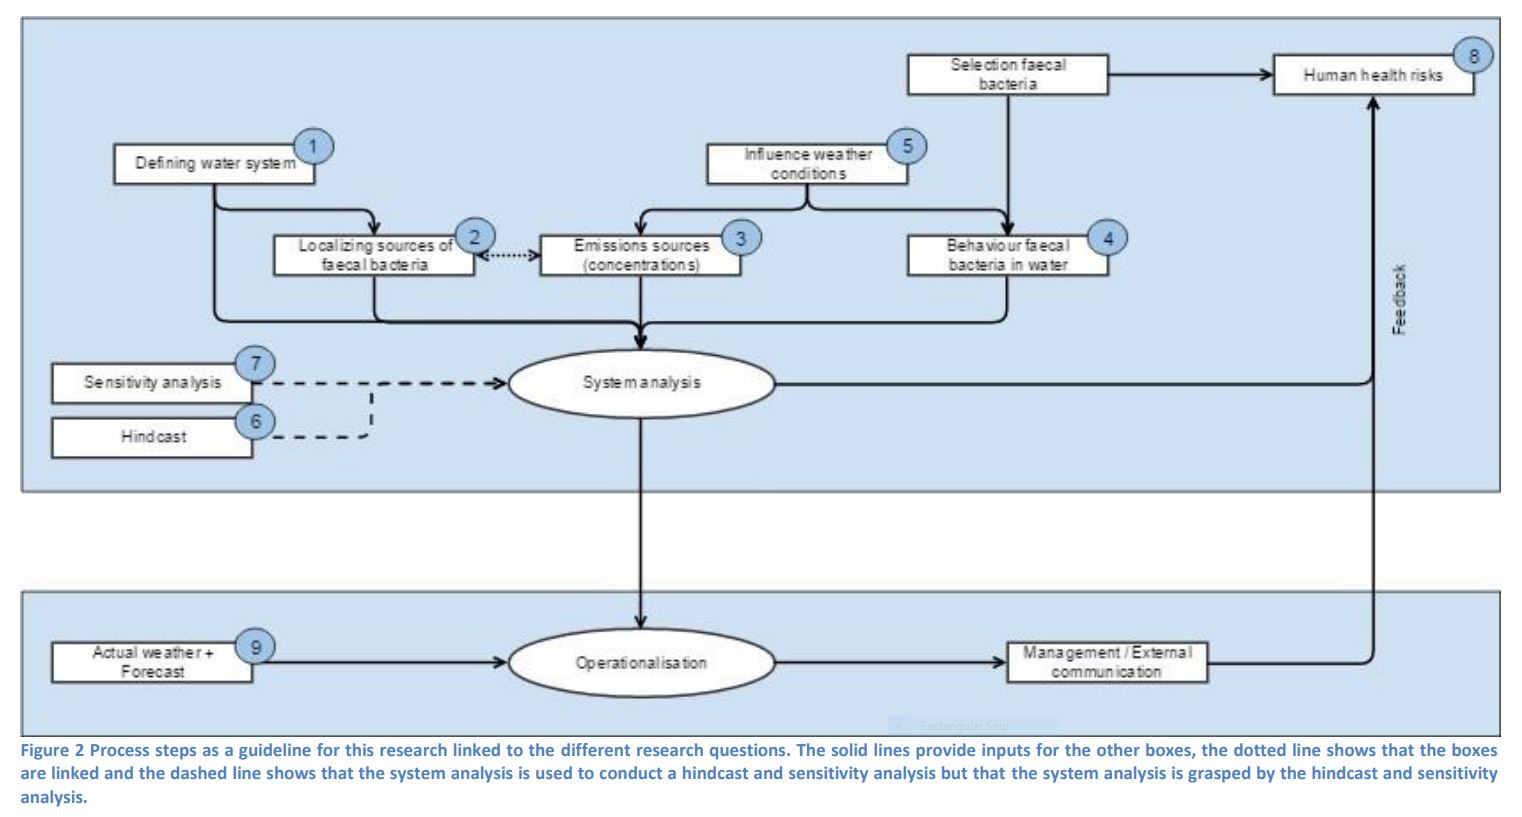 Selection faecal
bacteria
Human health risks
8
Defining water system
1
Influence weather
conditions
5
Localizing sources of
faecal bacteria
2
Emissions sources
(concentrations)
3
Behaviour faecal
bacteria in water
4
Feedback
Sensitivity analysis
7
System analysis
Hindcast
6
Actual weather +
Forecast
9
Operationalisation
Management / External
communication
Rectangular Snip
Figure 2 Process steps as a guideline for this research linked to the different research questions. The solid lines provide inputs for the other boxes, the dotted line shows that the boxes
are linked and the dashed line shows that the system analysis is used to conduct a hindcast and sensitivity analysis but that the system analysis is grasped by the hindcast and sensitivity
analysis.